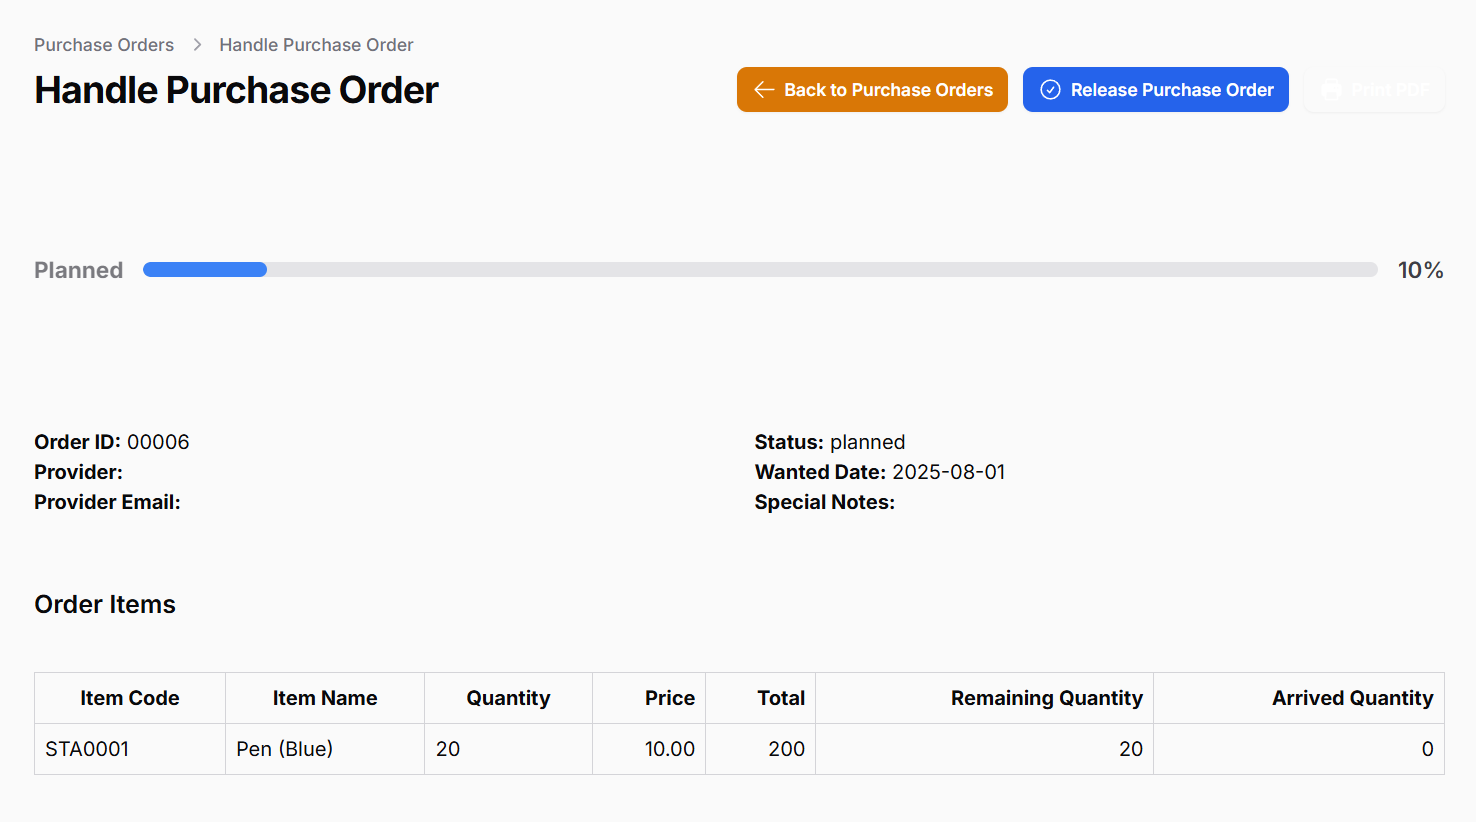 Purchase Orders > Handle Purchase Order
Handle Purchase Order
Back to Purchase Orders
Release Purchase Order
Print PDF
Planned 10%
Order ID: 00006
Provider:
Provider Email:
Status: planned
Wanted Date: 2025-08-01
Special Notes:
Order Items
Item Code Item Name Quantity Price Total Remaining Quantity Arrived Quantity
STA0001 Pen (Blue) 20 10.00 200 20 0